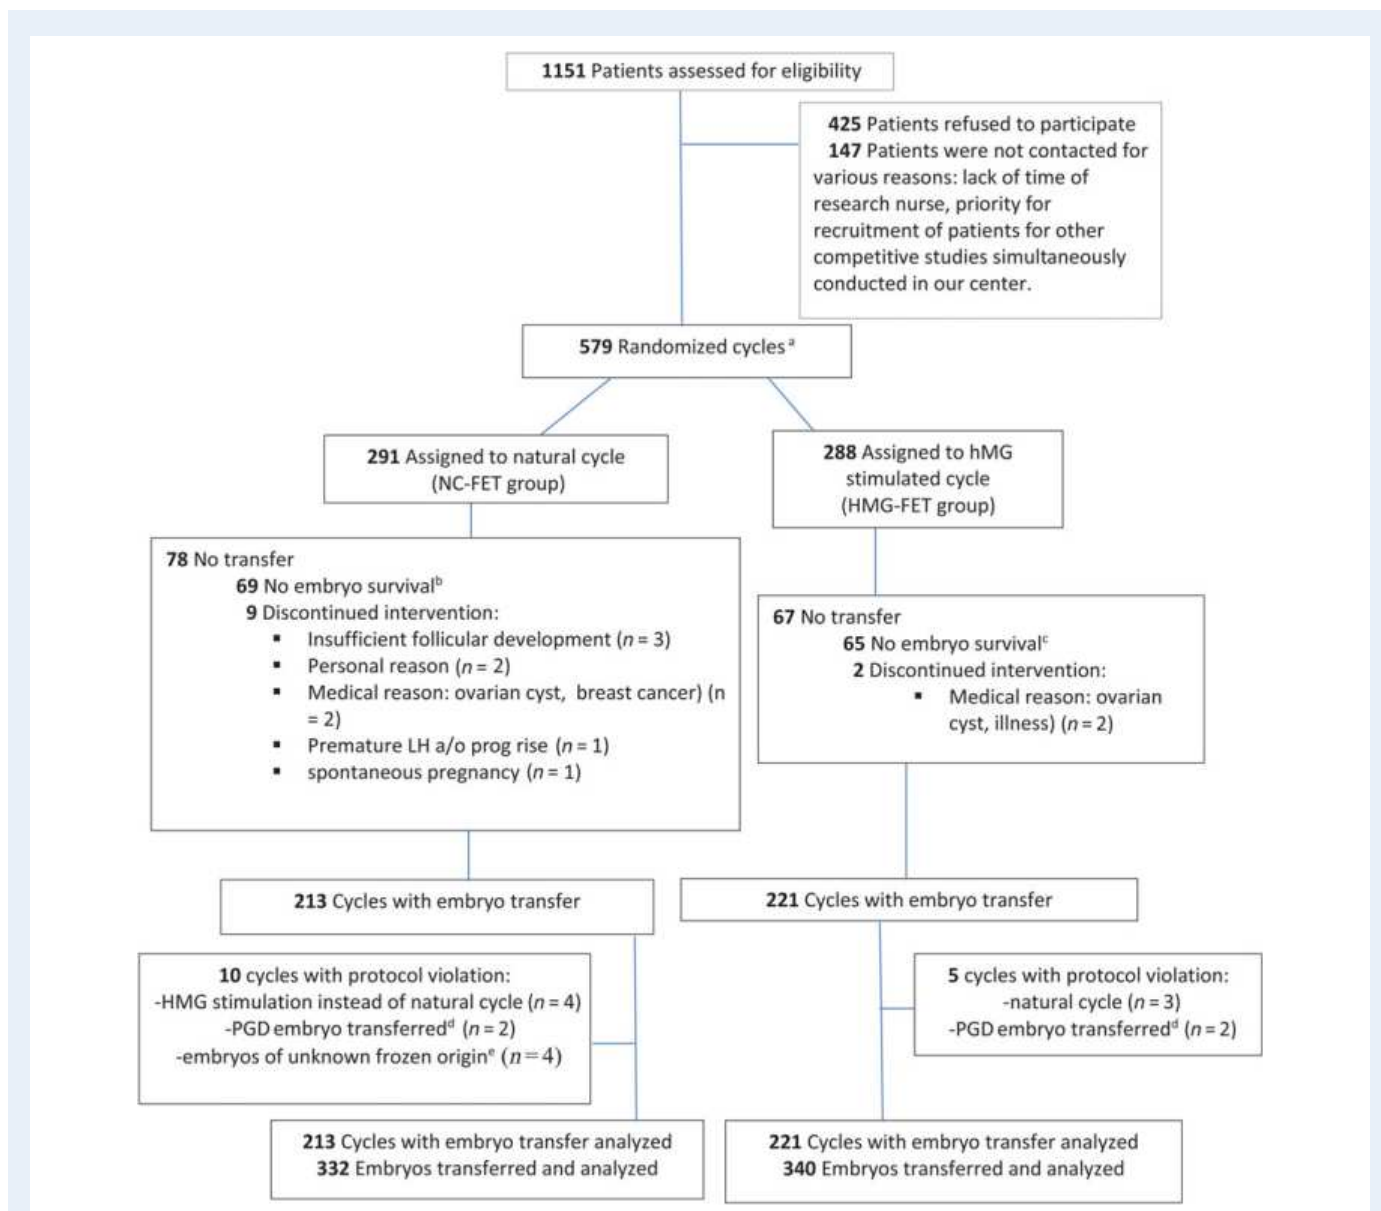 1151 Patients assessed for eligibility
425 Patients refused to participate
147 Patients were not contacted for
various reasons: lack of time of
research nurse, priority for
recruitment of patients for other
competitive studies simultaneously
conducted in our center.
579 Randomized cycles a
291 Assigned to natural cycle
(NC-FET group)
288 Assigned to hMG
stimulated cycle
(HMG-FET group)
78 No transfer
69 No embryo survival b
9 Discontinued intervention:
▪ Insufficient follicular development (n = 3)
▪ Personal reason (n = 2)
▪ Medical reason: ovarian cyst, breast cancer) (n
= 2)
▪ Premature LH a/o prog rise (n = 1)
▪ spontaneous pregnancy (n = 1)
67 No transfer
65 No embryo survival c
2 Discontinued intervention:
▪ Medical reason: ovarian
cyst, illness) (n = 2)
213 Cycles with embryo transfer
221 Cycles with embryo transfer
10 cycles with protocol violation:
-HMG stimulation instead of natural cycle (n = 4)
-PGD embryo transferred d (n = 2)
-embryos of unknown frozen origin e (n = 4)
5 cycles with protocol violation:
-natural cycle (n = 3)
-PGD embryo transferred d (n = 2)
213 Cycles with embryo transfer analyzed
332 Embryos transferred and analyzed
221 Cycles with embryo transfer analyzed
340 Embryos transferred and analyzed